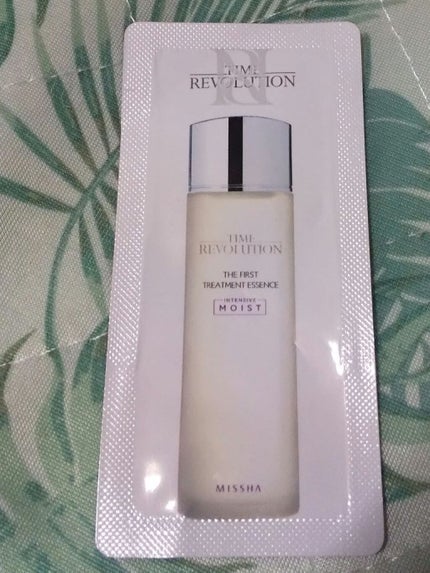 TIME
REVOLUTION
TIME
REVOLUTION
THE FIRST
TREATMENT ESSENCE
INTENSIVE
MOIST
MISSHA